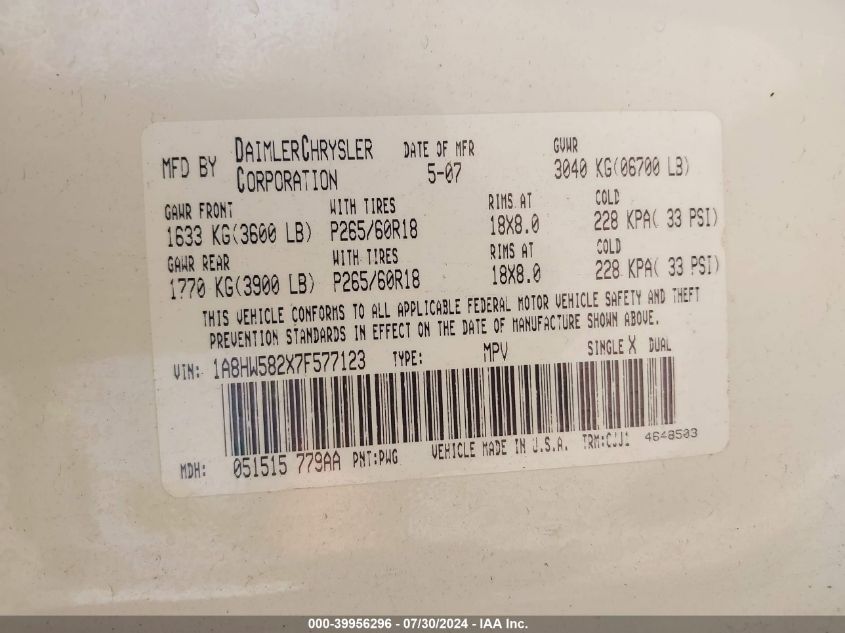 MFD BY DAIMLERCHRYSLER CORPORATION DATE OF MFR 5-07 GVWR 3040 KG(06700 LB)
GAWR FRONT WITH TIRES RIMS AT COLD
1633 KG(3600 LB) P265/60R18 18X8.0 228 KPA( 33 PSI)
GAWR REAR WITH TIRES RIMS AT COLD
1770 KG(3900 LB) P265/60R18 18X8.0 228 KPA( 33 PSI)
THIS VEHICLE CONFORMS TO ALL APPLICABLE FEDERAL MOTOR VEHICLE SAFETY AND THEFT
PREVENTION STANDARDS IN EFFECT ON THE DATE OF MANUFACTURE SHOWN ABOVE.
VIN: 1A8HW582X7F577123 TYPE: MPV SINGLE X DUAL
MDH: 051515 779AA PNT:PWG VEHICLE MADE IN U.S.A. TRM:CJJ1 4648503
000-39956296 - 07/30/2024 - IAA Inc.